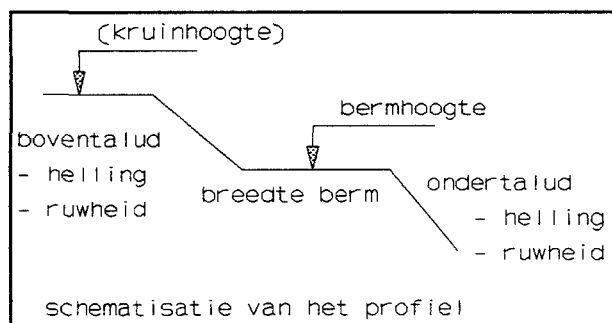 (kruinhoogte)
bermhoogte
boventalud
- helling
- ruwheid
breedte berm
ondertalud
- helling
- ruwheid
schematisatie van het profiel